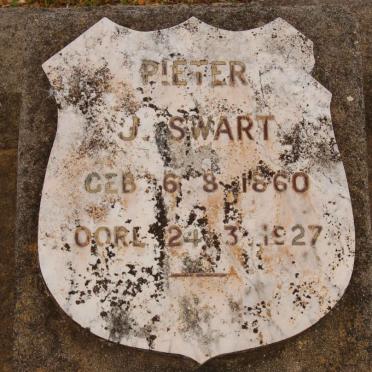 PIETER
J. SWART
GEB. 6. 8. 1860
OORL. 24. 3. 1927